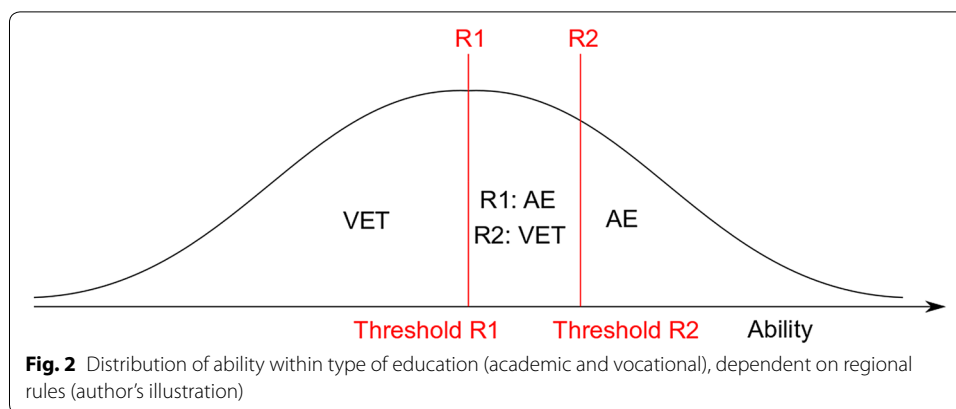 R1 R2
R1: AE
VET AE
R2: VET
Threshold R1 Threshold R2 Ability
Fig. 2 Distribution of ability within type of education (academic and vocational), dependent on regional
rules (author’s illustration)